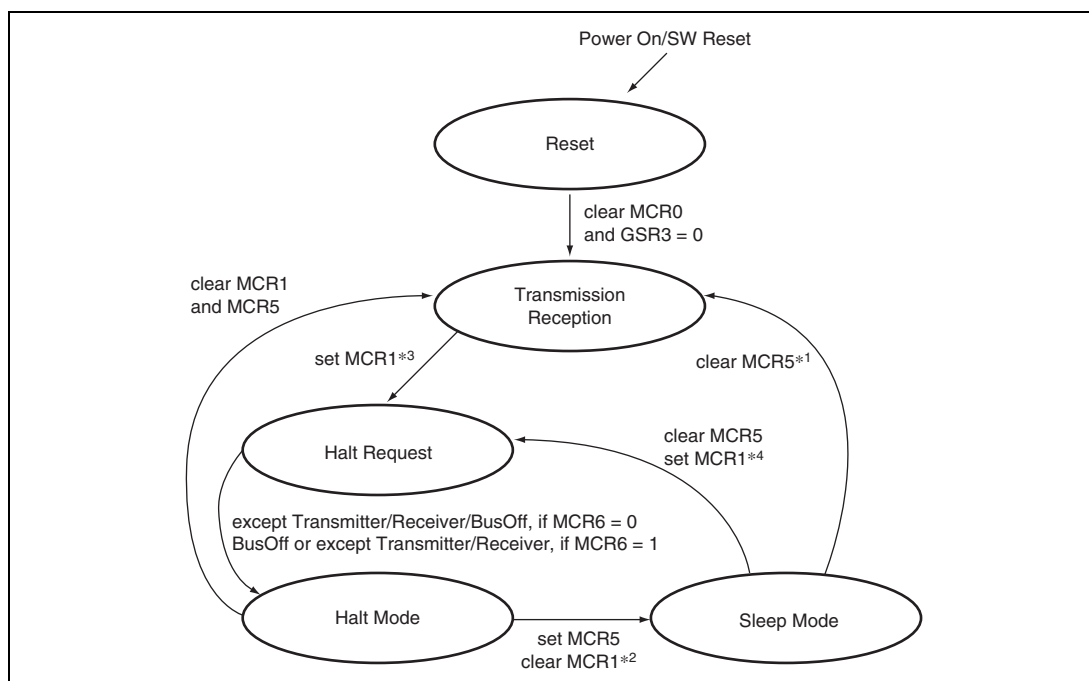 Power On/SW Reset
Reset
clear MCR0
and GSR3 = 0
clear MCR1
and MCR5
Transmission
Reception
set MCR1*3
clear MCR5*1
Halt Request
clear MCR5
set MCR1*4
except Transmitter/Receiver/BusOff, if MCR6 = 0
BusOff or except Transmitter/Receiver, if MCR6 = 1
Halt Mode
Sleep Mode
set MCR5
clear MCR1*2